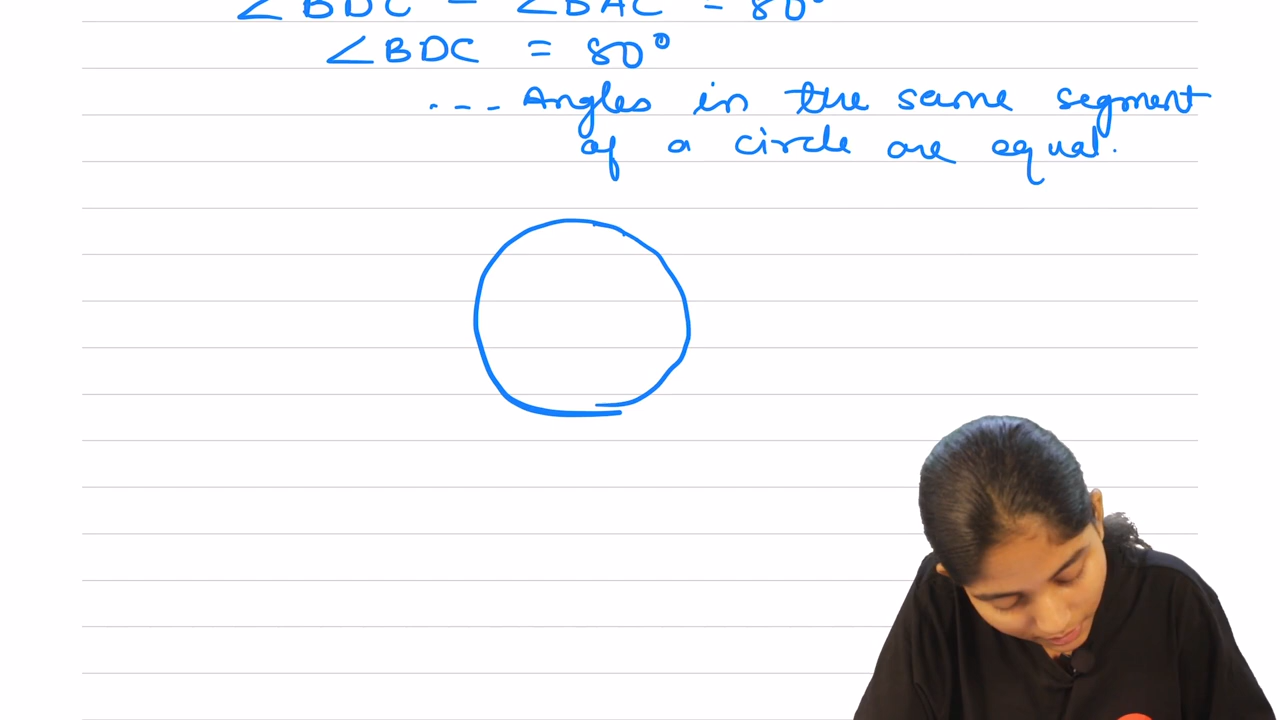 ∠BDC = ∠BAC = 80°
∠BDC = 80°
... Angles in the same segment
of a circle are equal.